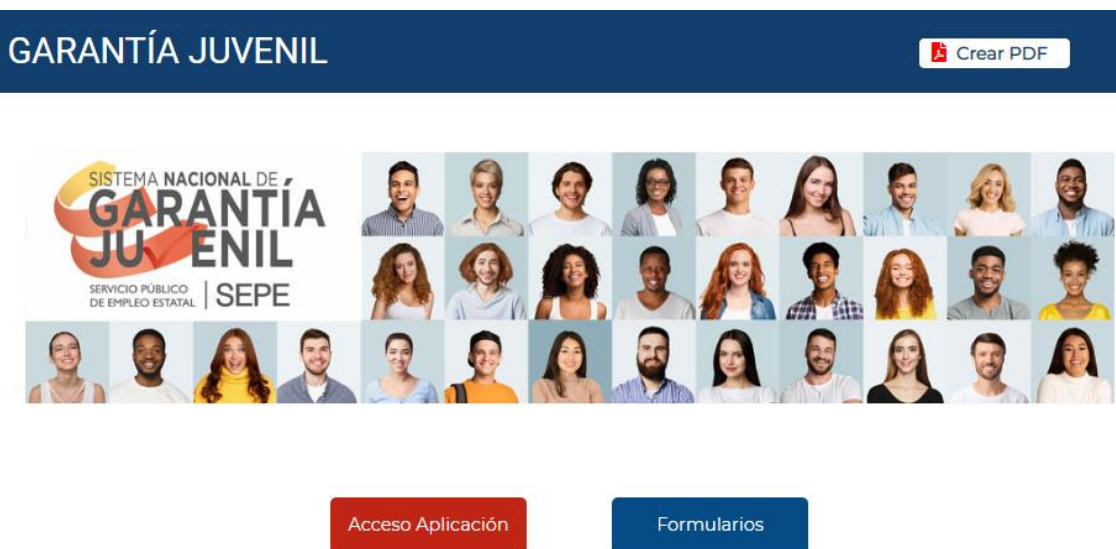 GARANTÍA JUVENIL
Crear PDF
SISTEMA NACIONAL DE
GARANTÍA
JUVENIL
SERVICIO PÚBLICO
DE EMPLEO ESTATAL
SEPE
Acceso Aplicación
Formularios